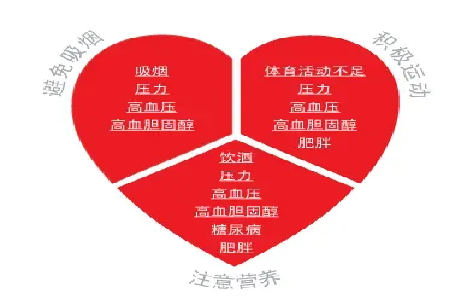 避免吸烟
吸烟
压力
高血压
高血胆固醇
积极运动
体育活动不足
压力
高血压
高血胆固醇
肥胖
饮酒
压力
高血压
高血胆固醇
糖尿病
肥胖
注意营养